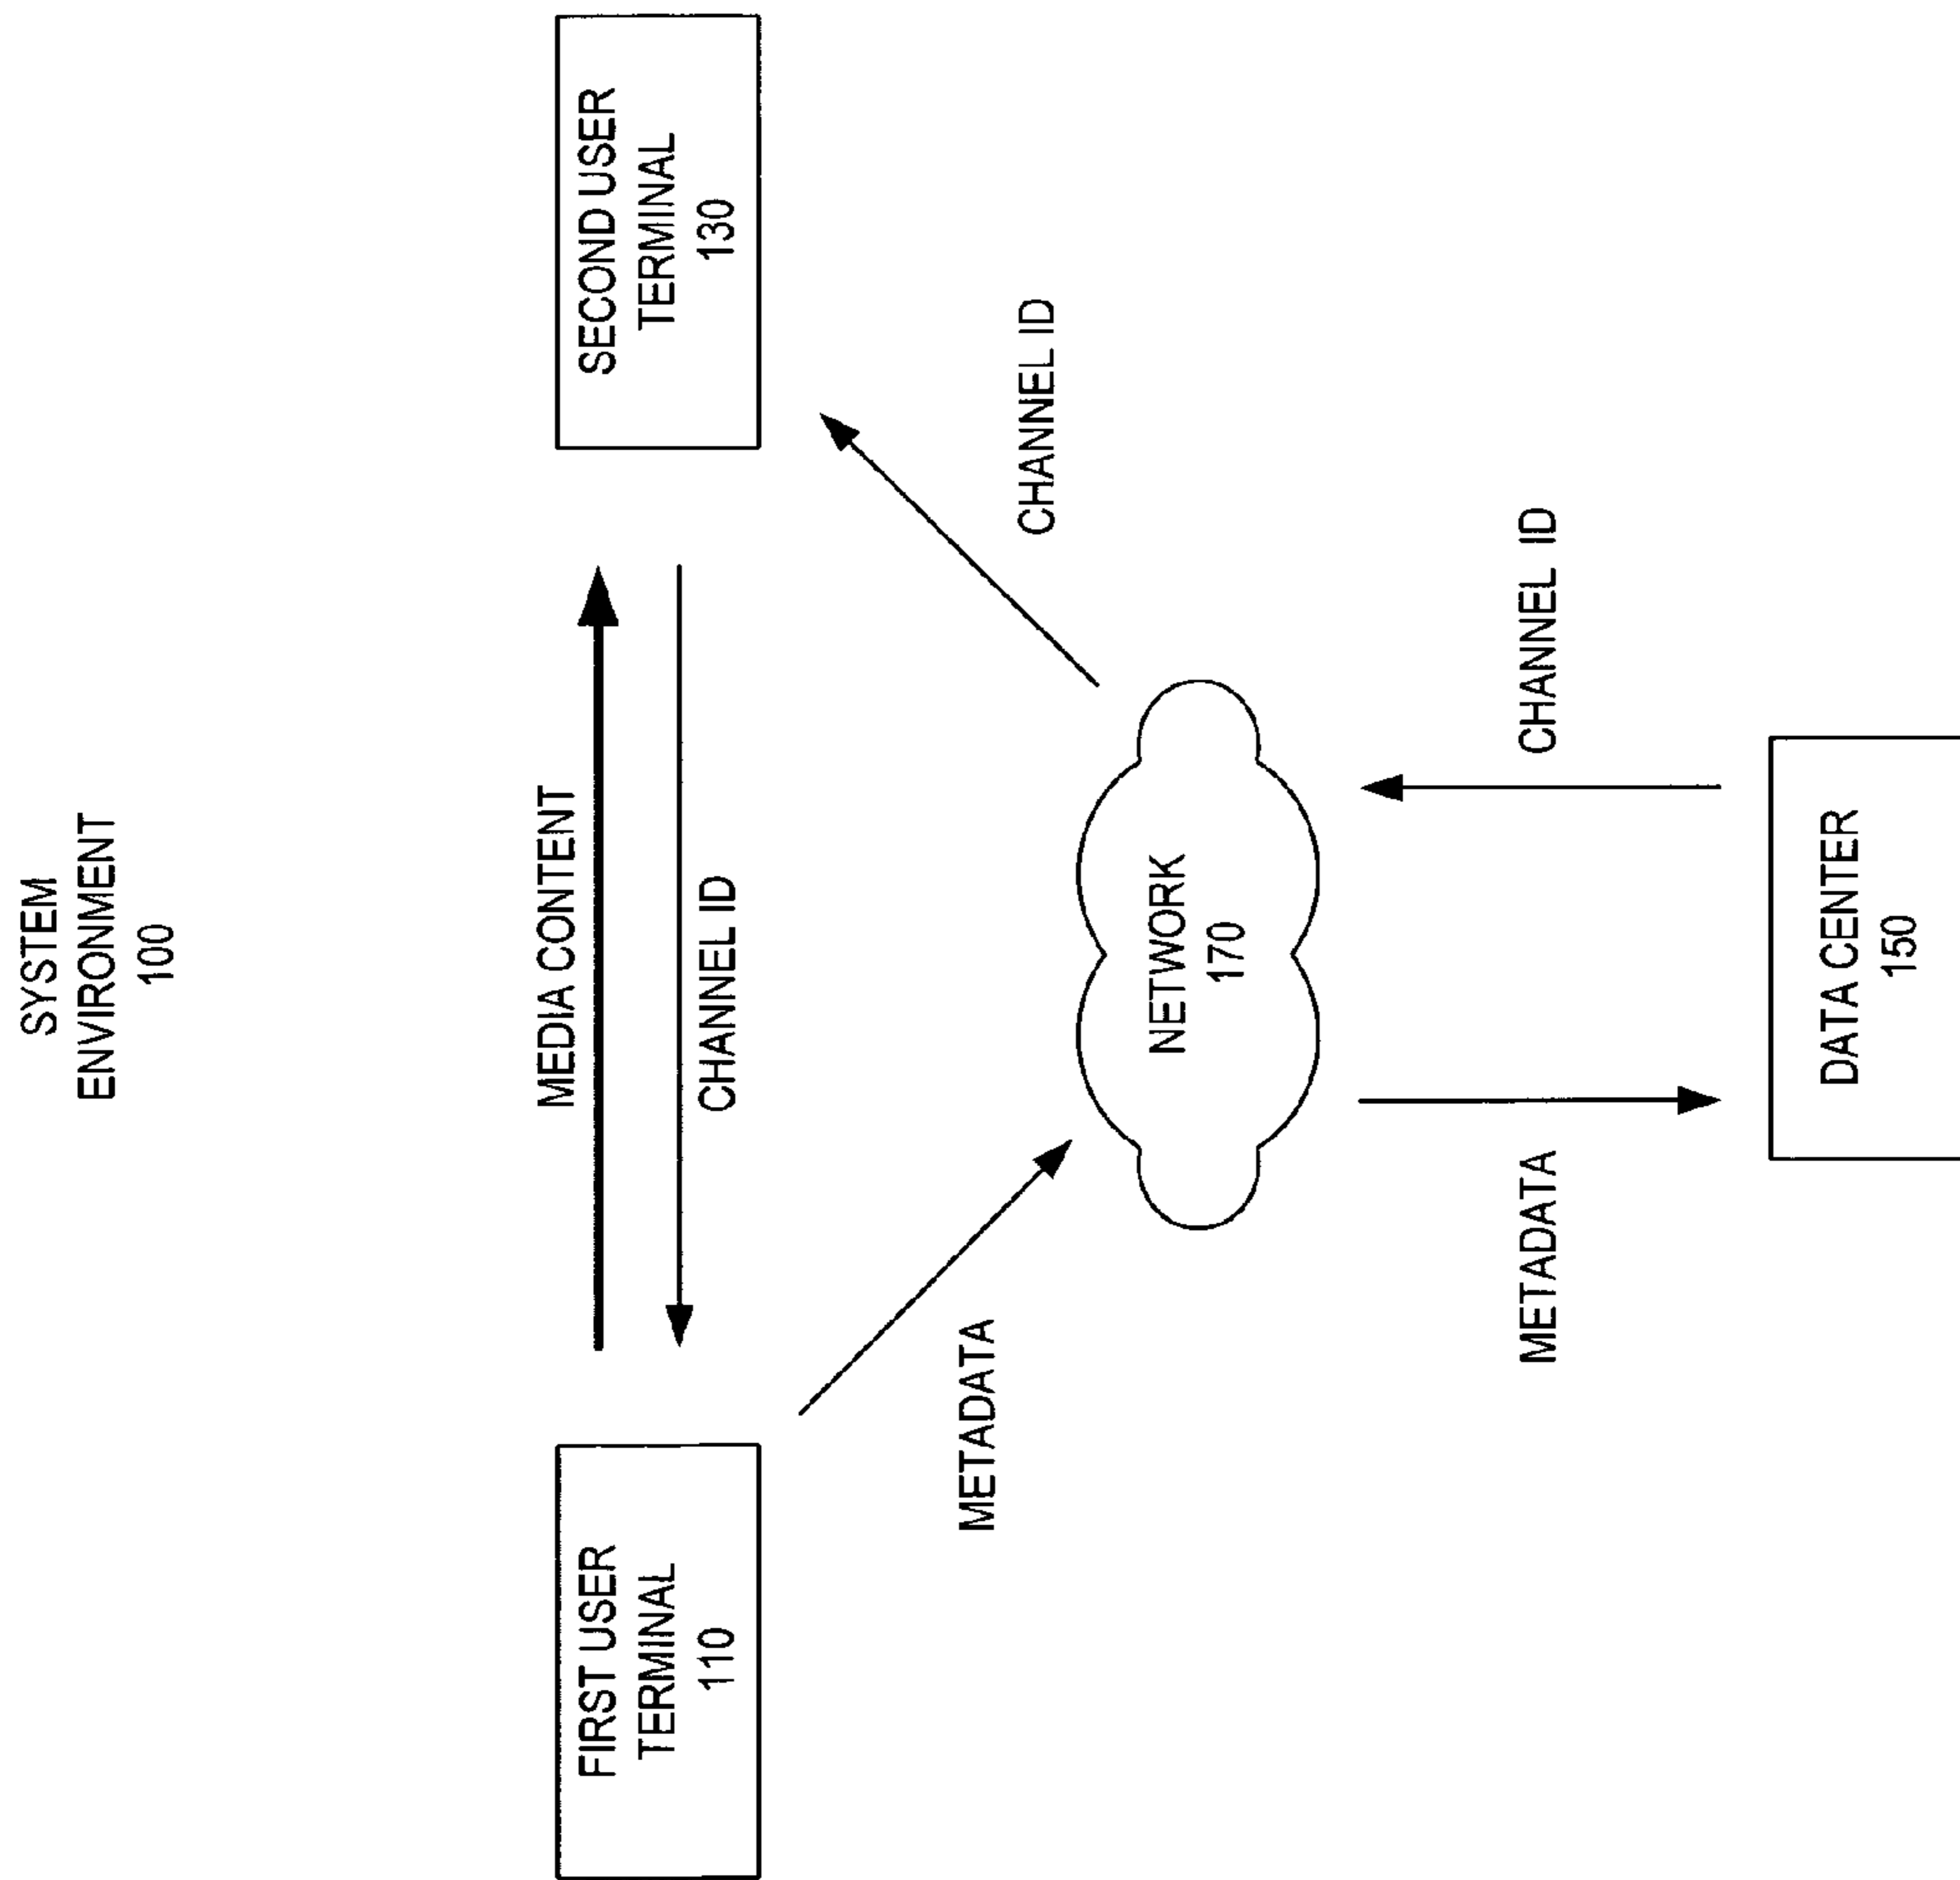 SYSTEM
ENVIRONMENT
100
FIRST USER
TERMINAL
110
MEDIA CONTENT
CHANNEL ID
SECOND USER
TERMINAL
130
METADATA
CHANNEL ID
NETWORK
170
METADATA
CHANNEL ID
DATA CENTER
150